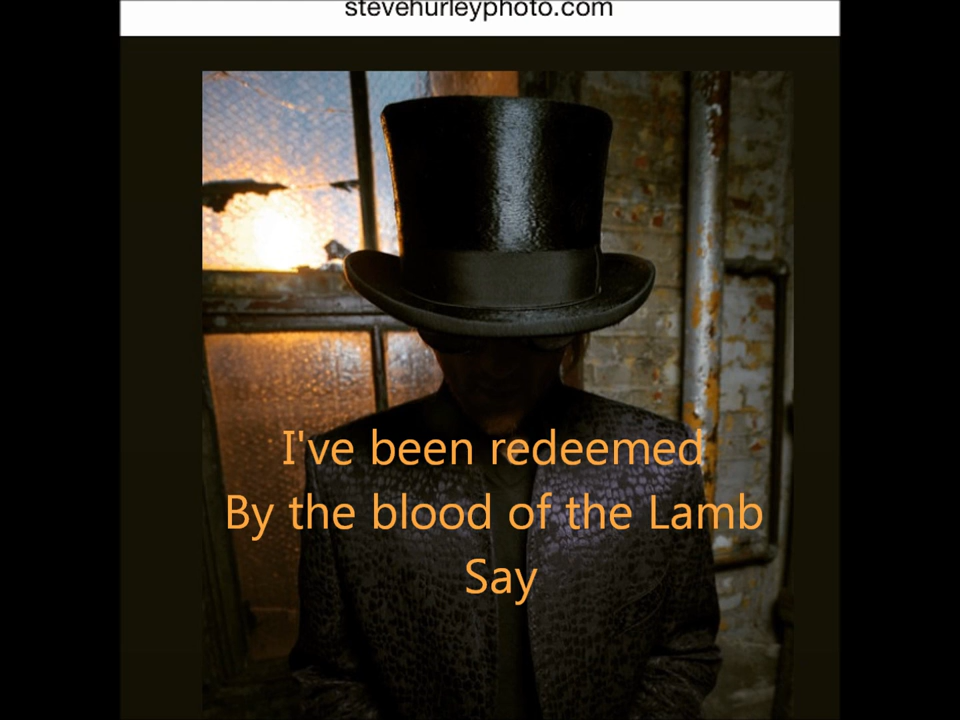 stevehurleyphoto.com
I've been redeemed
By the blood of the Lamb
Say